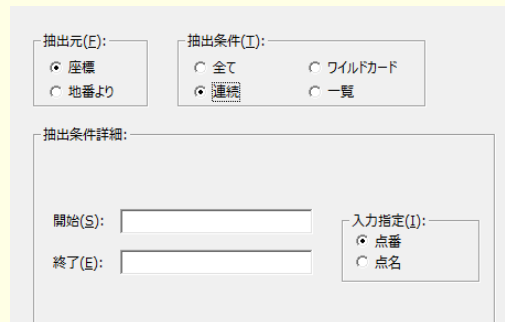 抽出元(F):
座標
地番より
抽出条件(T):
全て
ワイルドカード
連続
一覧
抽出条件詳細:
開始(S):
終了(E):
入力指定(I):
点番
点名